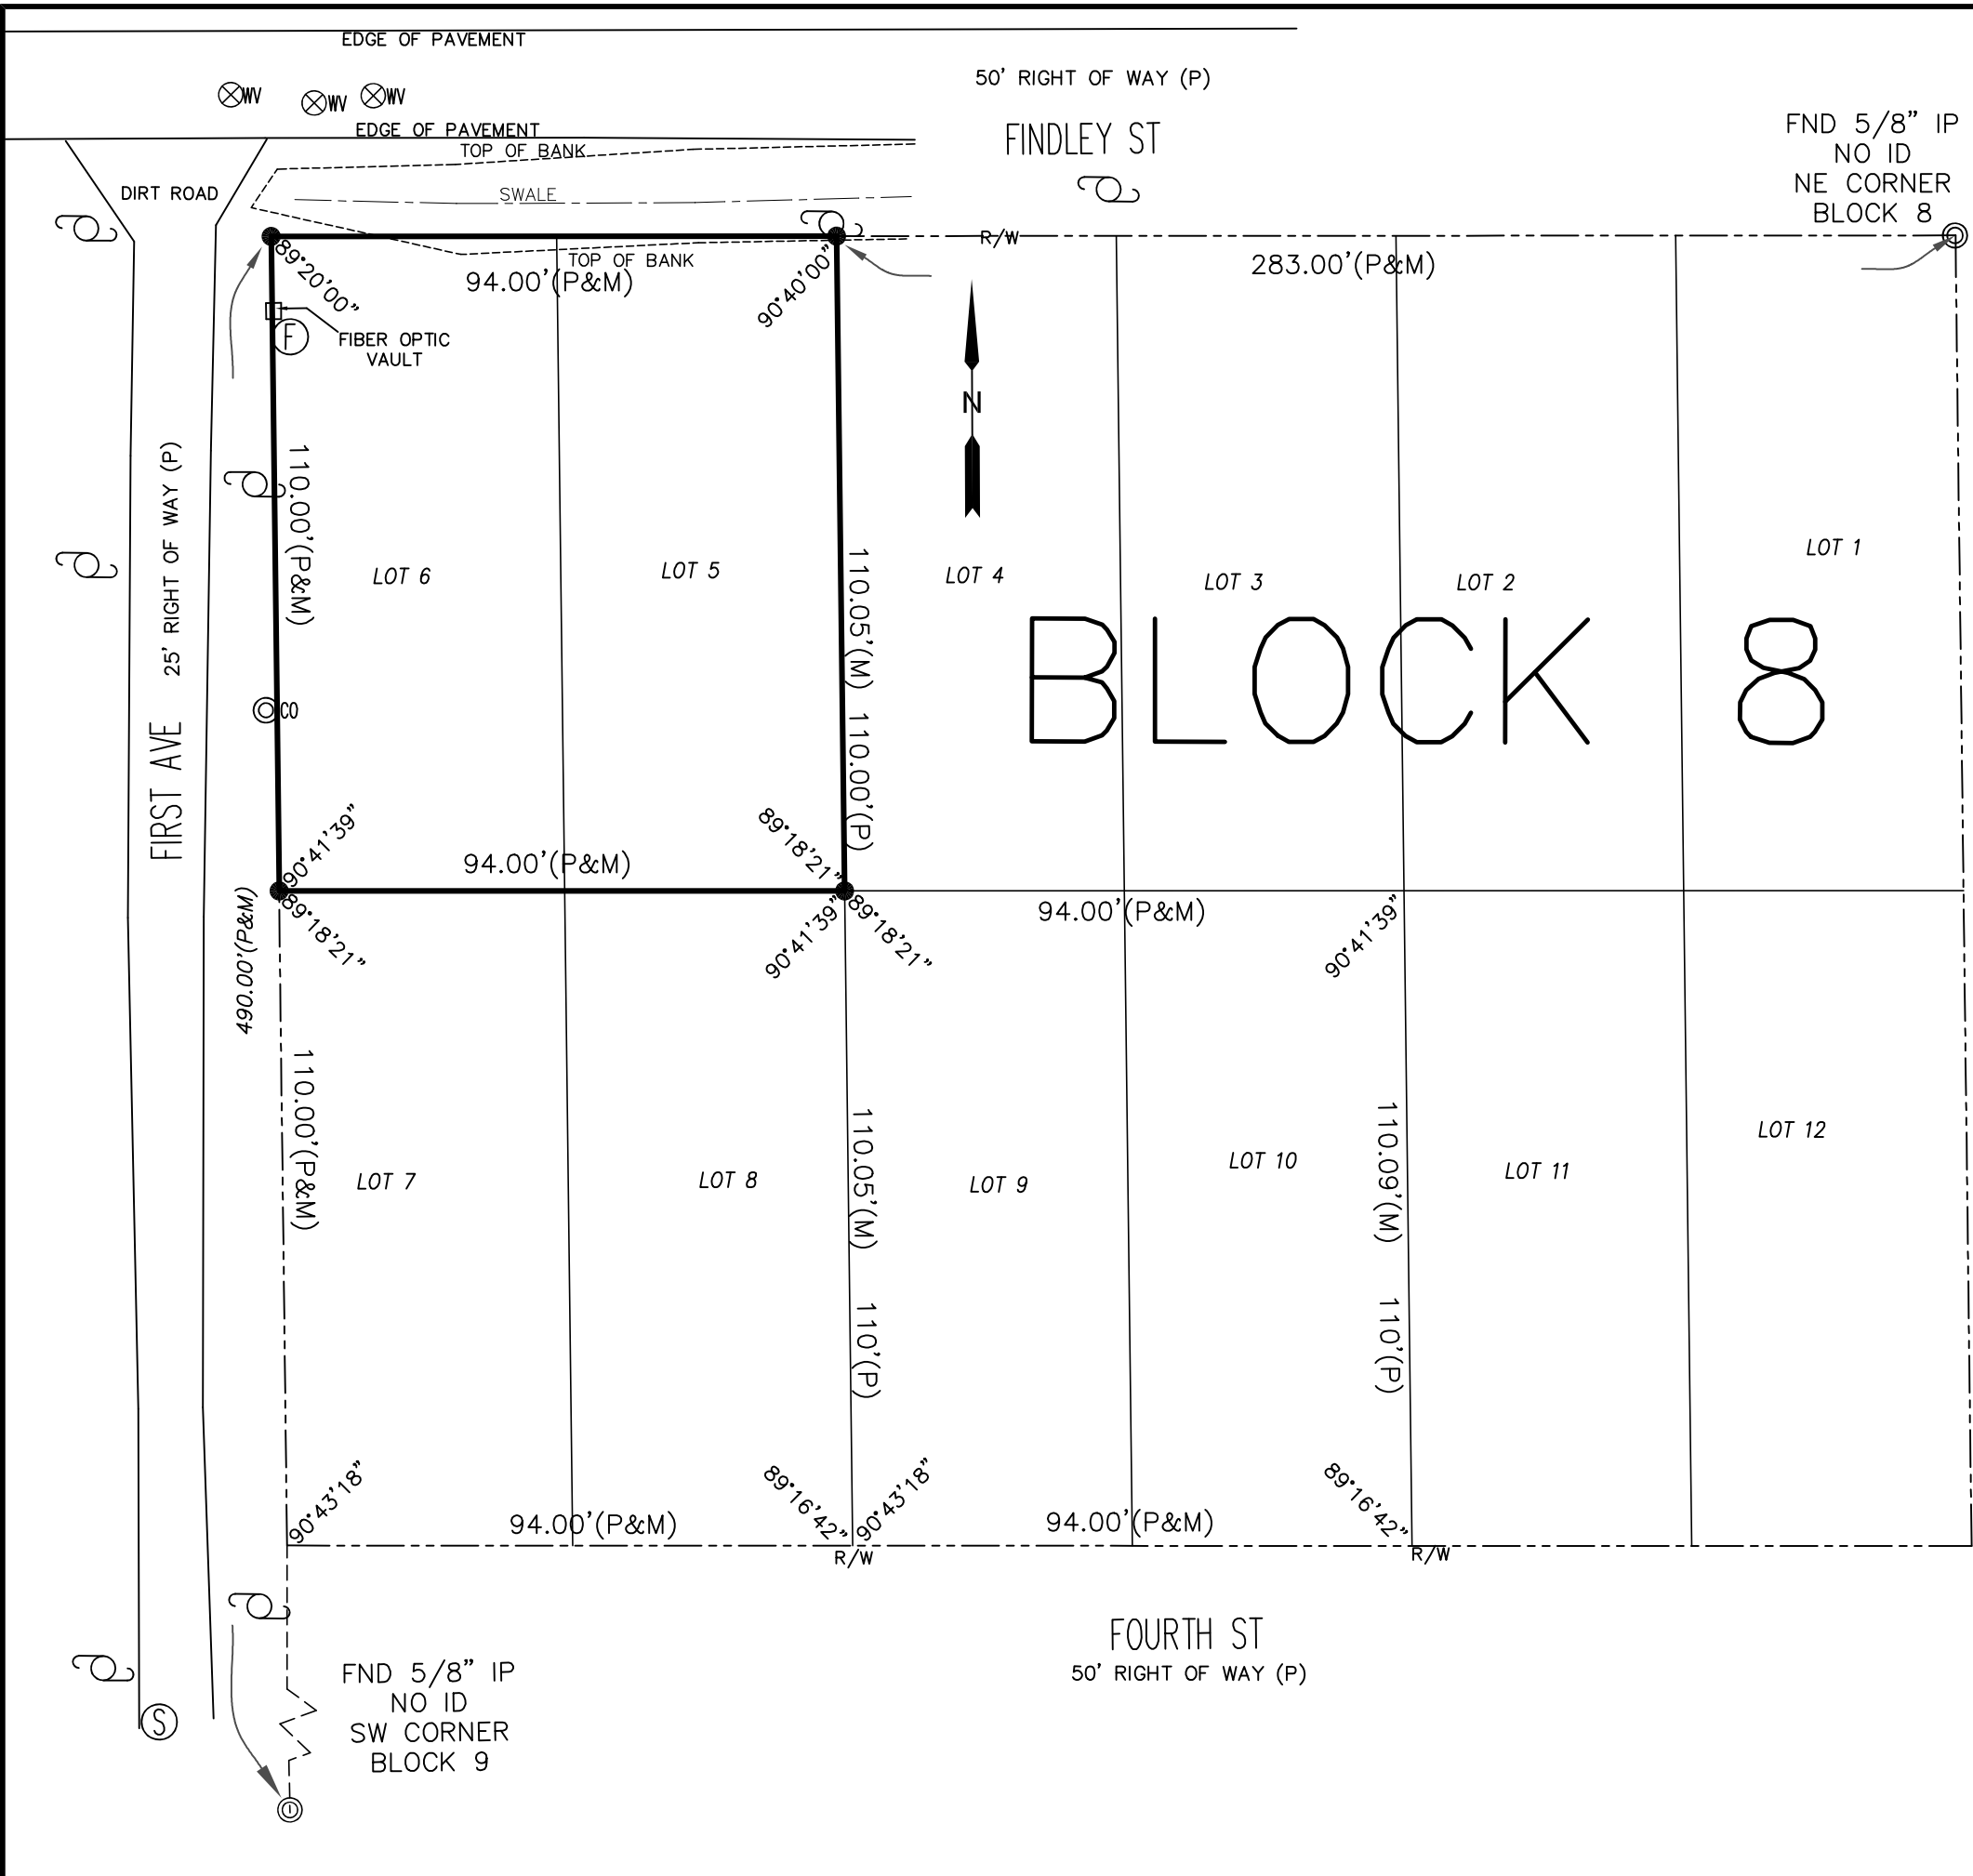 EDGE OF PAVEMENT
50' RIGHT OF WAY (P)
WV
WV
WV
EDGE OF PAVEMENT
FINDLEY ST
TOP OF BANK
FND 5/8" IP
NO ID
NE CORNER
BLOCK 8
DIRT ROAD
SWALE
R/W
TOP OF BANK
94.00'(P&M)
283.00'(P&M)
89°20'00"
90°40'00"
F
FIBER OPTIC
VAULT
N
25' RIGHT OF WAY (P)
FIRST AVE
110.00'(P&M)
LOT 6
LOT 5
110.05'(M) 110.00'(P)
LOT 4
LOT 3
LOT 2
LOT 1
BLOCK 8
CO
90°41'39"
94.00'(P&M)
89°18'21"
490.00'(P&M)
89°18'21"
90°41'39"
89°18'21"
94.00'(P&M)
90°41'39"
110.00'(P&M)
LOT 7
LOT 8
110.05'(M) 110'(P)
LOT 9
LOT 10
110.09'(M) 110'(P)
LOT 11
LOT 12
90°43'18"
94.00'(P&M)
89°16'42"
90°43'18"
94.00'(P&M)
89°16'42"
R/W
R/W
FOURTH ST
50' RIGHT OF WAY (P)
S
FND 5/8" IP
NO ID
SW CORNER
BLOCK 9